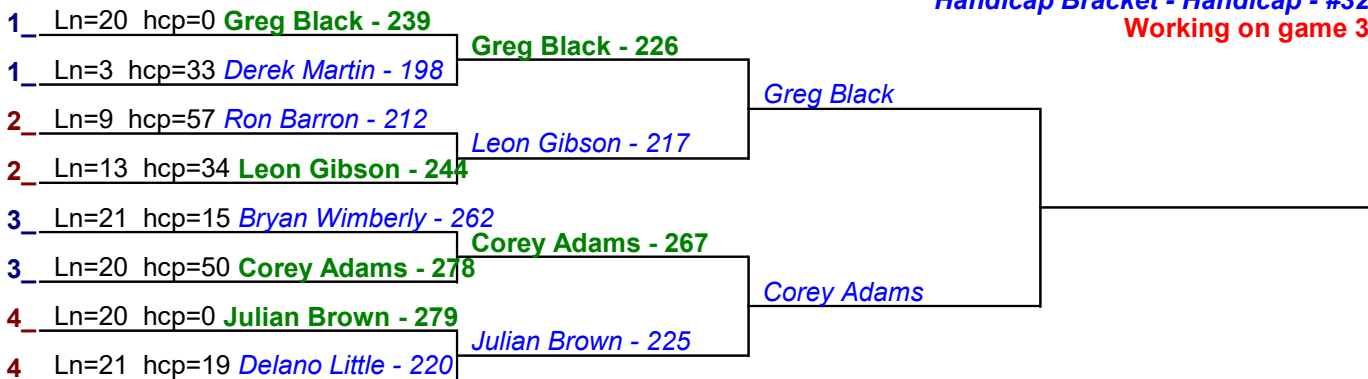 Handicap Bracket - Handicap - #32
Working on game 3
1_ Ln=20 hcp=0 Greg Black - 239
Greg Black - 226
1_ Ln=3 hcp=33 Derek Martin - 198
Greg Black
2_ Ln=9 hcp=57 Ron Barron - 212
Leon Gibson - 217
2_ Ln=13 hcp=34 Leon Gibson - 244
3_ Ln=21 hcp=15 Bryan Wimberly - 262
Corey Adams - 267
3_ Ln=20 hcp=50 Corey Adams - 278
Corey Adams
4_ Ln=20 hcp=0 Julian Brown - 279
Julian Brown - 225
4 Ln=21 hcp=19 Delano Little - 220